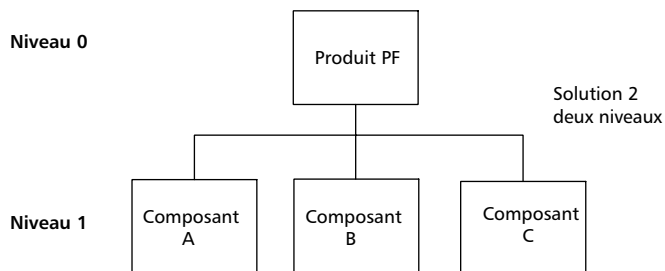 Niveau 0
Produit PF
Solution 2
deux niveaux
Niveau 1
Composant
A
Composant
B
Composant
C